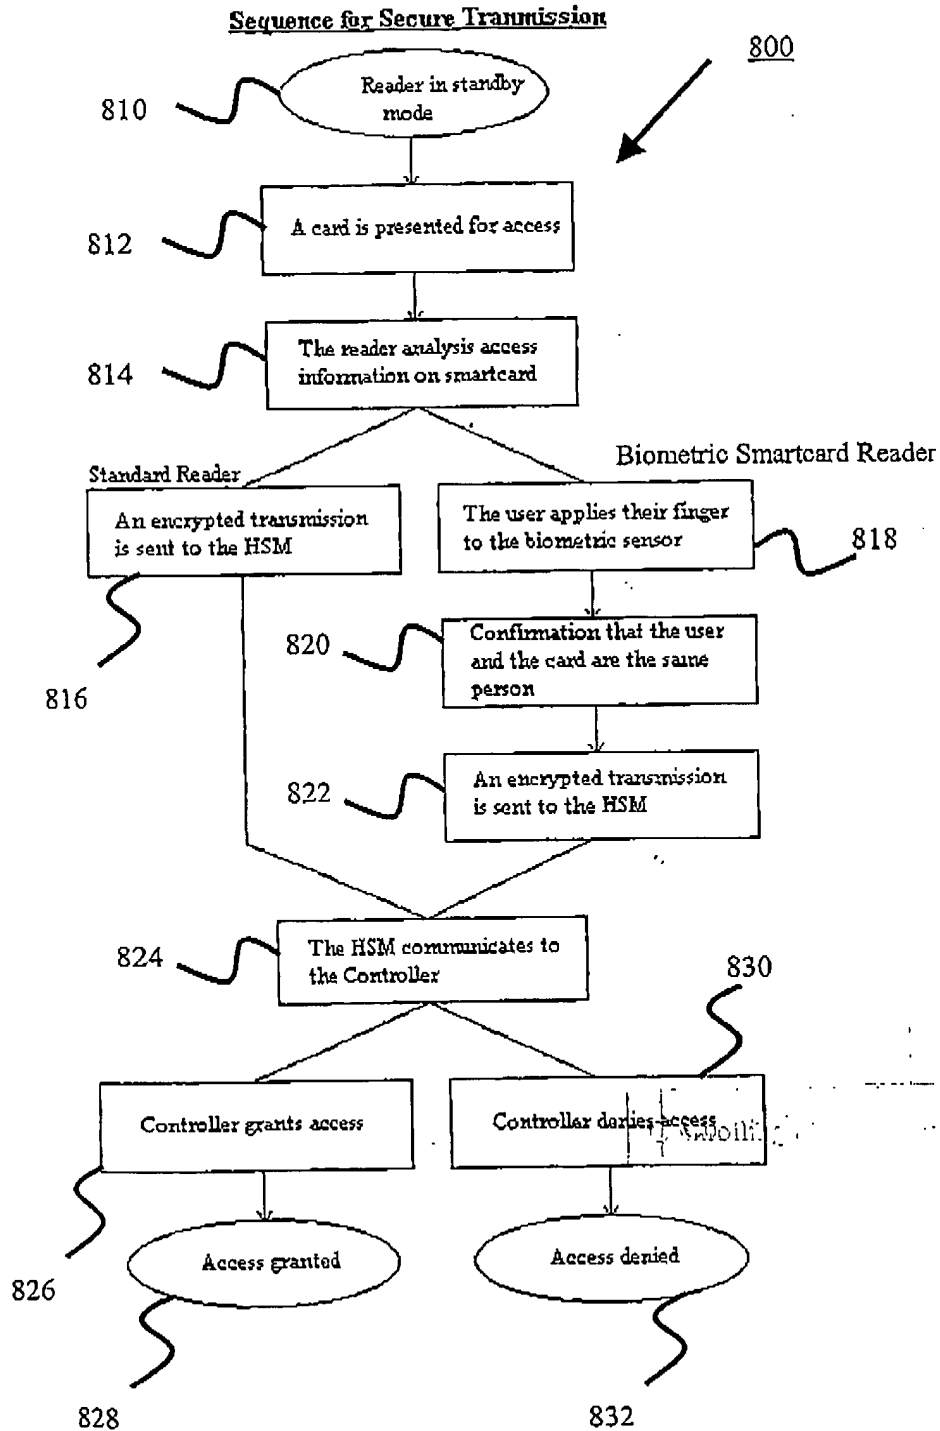 Sequence for Secure Tranmission
800
810
Reader in standby
mode
812
A card is presented for access
814
The reader analysis access
information on smartcard
Standard Reader
Biometric Smartcard Reader
An encrypted transmission
is sent to the HSM
The user applies their finger
to the biometric sensor
818
816
820
Confirmation that the user
and the card are the same
person
822
An encrypted transmission
is sent to the HSM
824
The HSM communicates to
the Controller
830
Controller grants access
Controller denies access
826
Access granted
Access denied
828
832